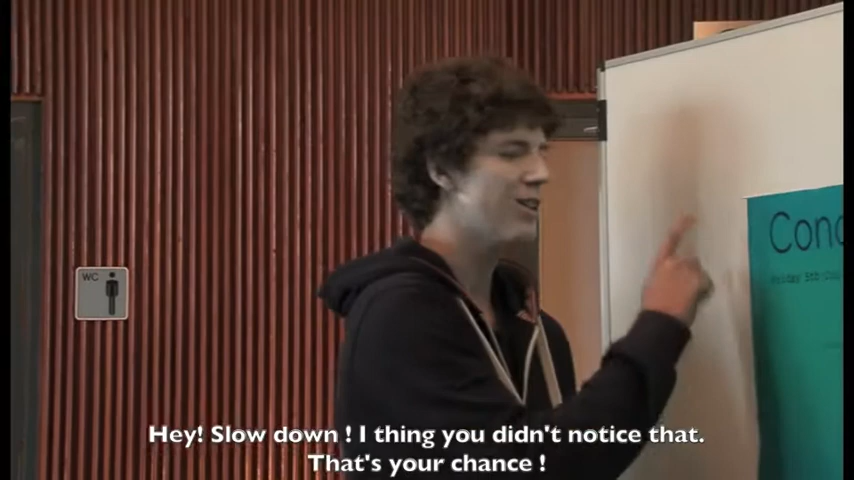 WC
Conc
Hey! Slow down ! I thing you didn't notice that.
That's your chance !